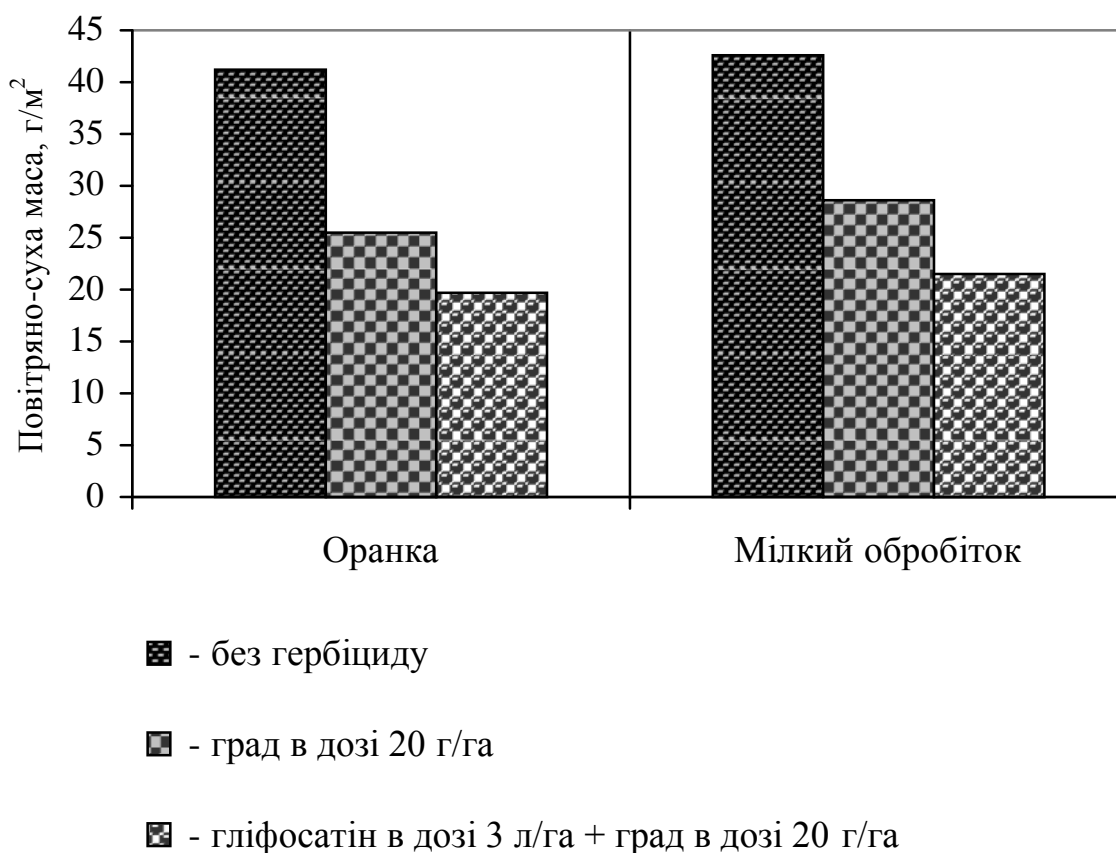 Повітряно-суха маса, г/м²
45
40
35
30
25
20
15
10
5
0
Оранка
Мілкий обробіток
- без гербіциду
- град в дозі 20 г/га
- гліфосатін в дозі 3 л/га + град в дозі 20 г/га